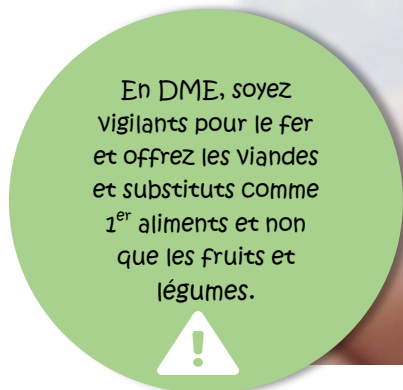 En DME, soyez
vigilants pour le fer
et offrez les viandes
et substituts comme
1er aliments et non
que les fruits et
légumes.
!